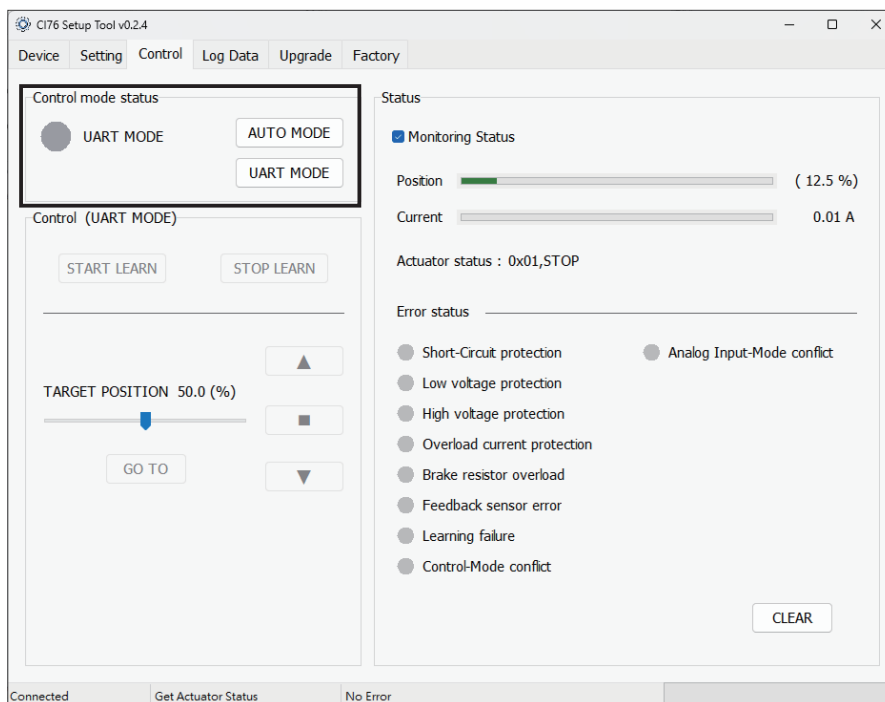 CI76 Setup Tool v0.2.4
Device Setting Control Log Data Upgrade Factory
Control mode status
UART MODE
AUTO MODE
UART MODE
Control (UART MODE)
START LEARN STOP LEARN
▲
TARGET POSITION 50.0 (%)
■
GO TO
▼
Status
Monitoring Status
Position ( 12.5 %)
Current 0.01 A
Actuator status : 0x01,STOP
Error status
Short-Circuit protection
Analog Input-Mode conflict
Low voltage protection
High voltage protection
Overload current protection
Brake resistor overload
Feedback sensor error
Learning failure
Control-Mode conflict
CLEAR
Connected Get Actuator Status No Error